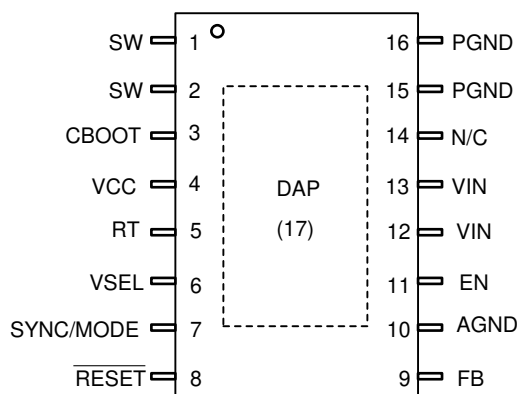 SW 1 16 PGND
SW 2 15 PGND
CBOOT 3 14 N/C
VCC 4 DAP 13 VIN
RT 5 (17) 12 VIN
VSEL 6 11 EN
SYNC/MODE 7 10 AGND
RESET 8 9 FB